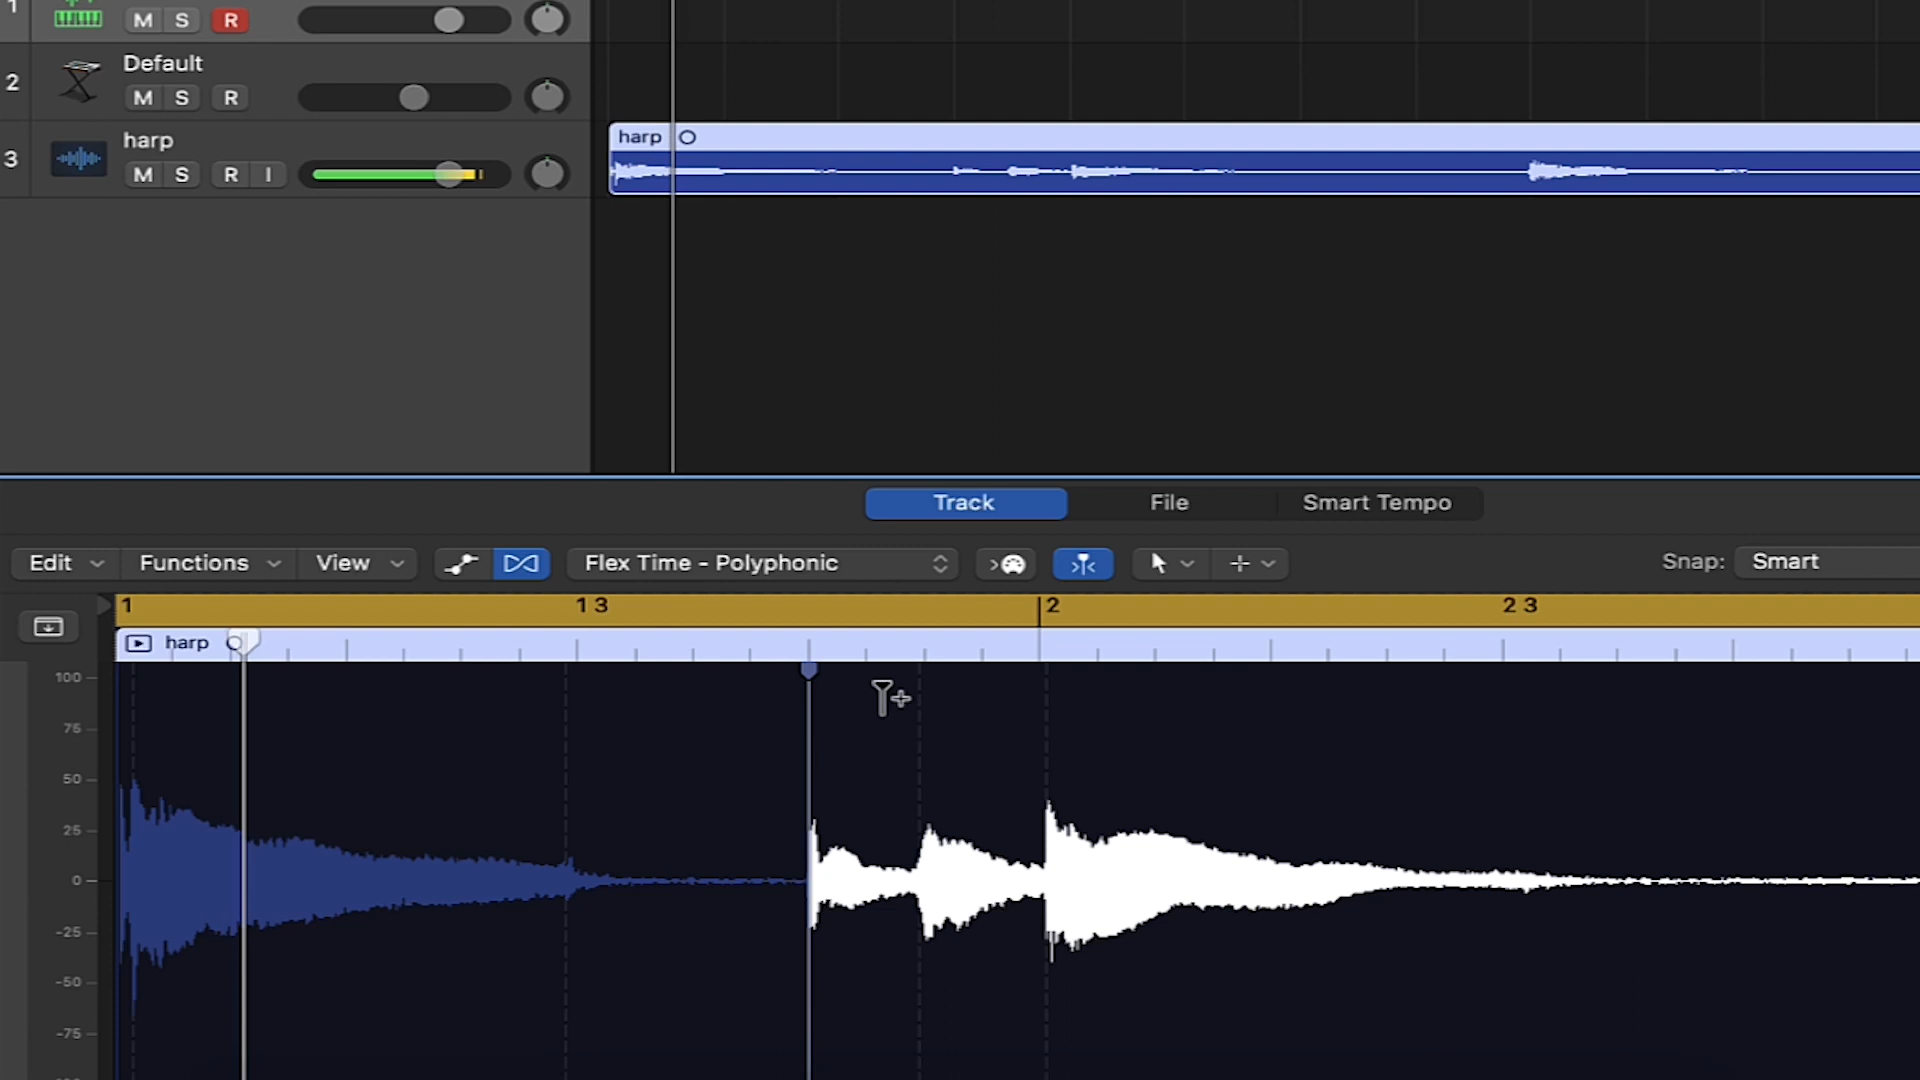 1
M S R
Default
2
M S R
harp
3
M S R I
harp
Track File Smart Tempo
Edit Functions View Flex Time - Polyphonic Snap: Smart
1 1 3 2 2 3
harp
100
75
50
25
0
-25
-50
-75